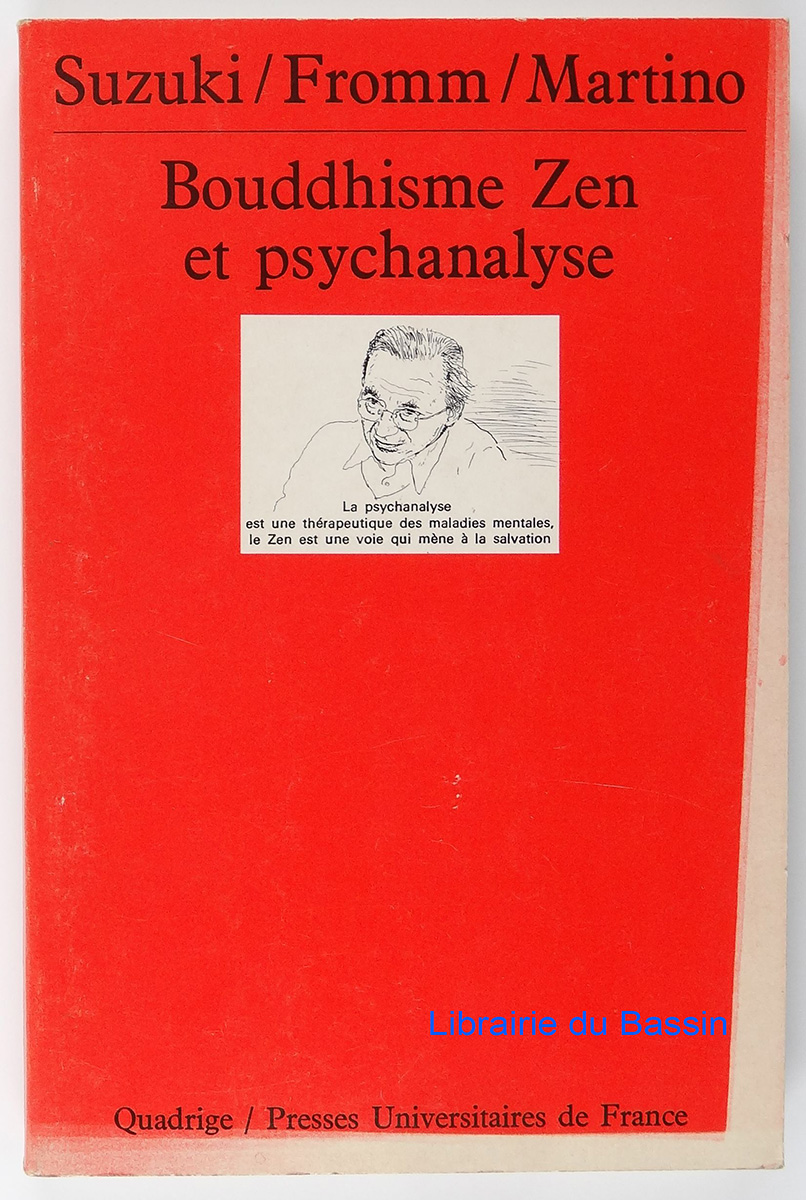 Suzuki / Fromm / Martino
Bouddhisme Zen
et psychanalyse
La psychanalyse
est une thérapeutique des maladies mentales,
le Zen est une voie qui mène à la salvation
Librairie du Bassin
Quadrige / Presses Universitaires de France